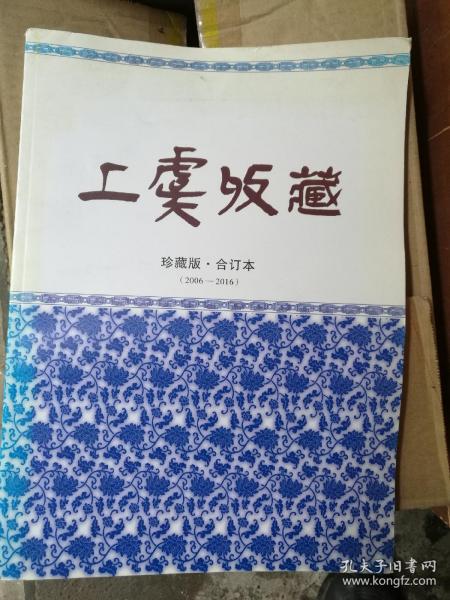 上虞收藏
珍藏版·合订本
（2006—2016）
孔夫子旧书网
www.kongfz.com